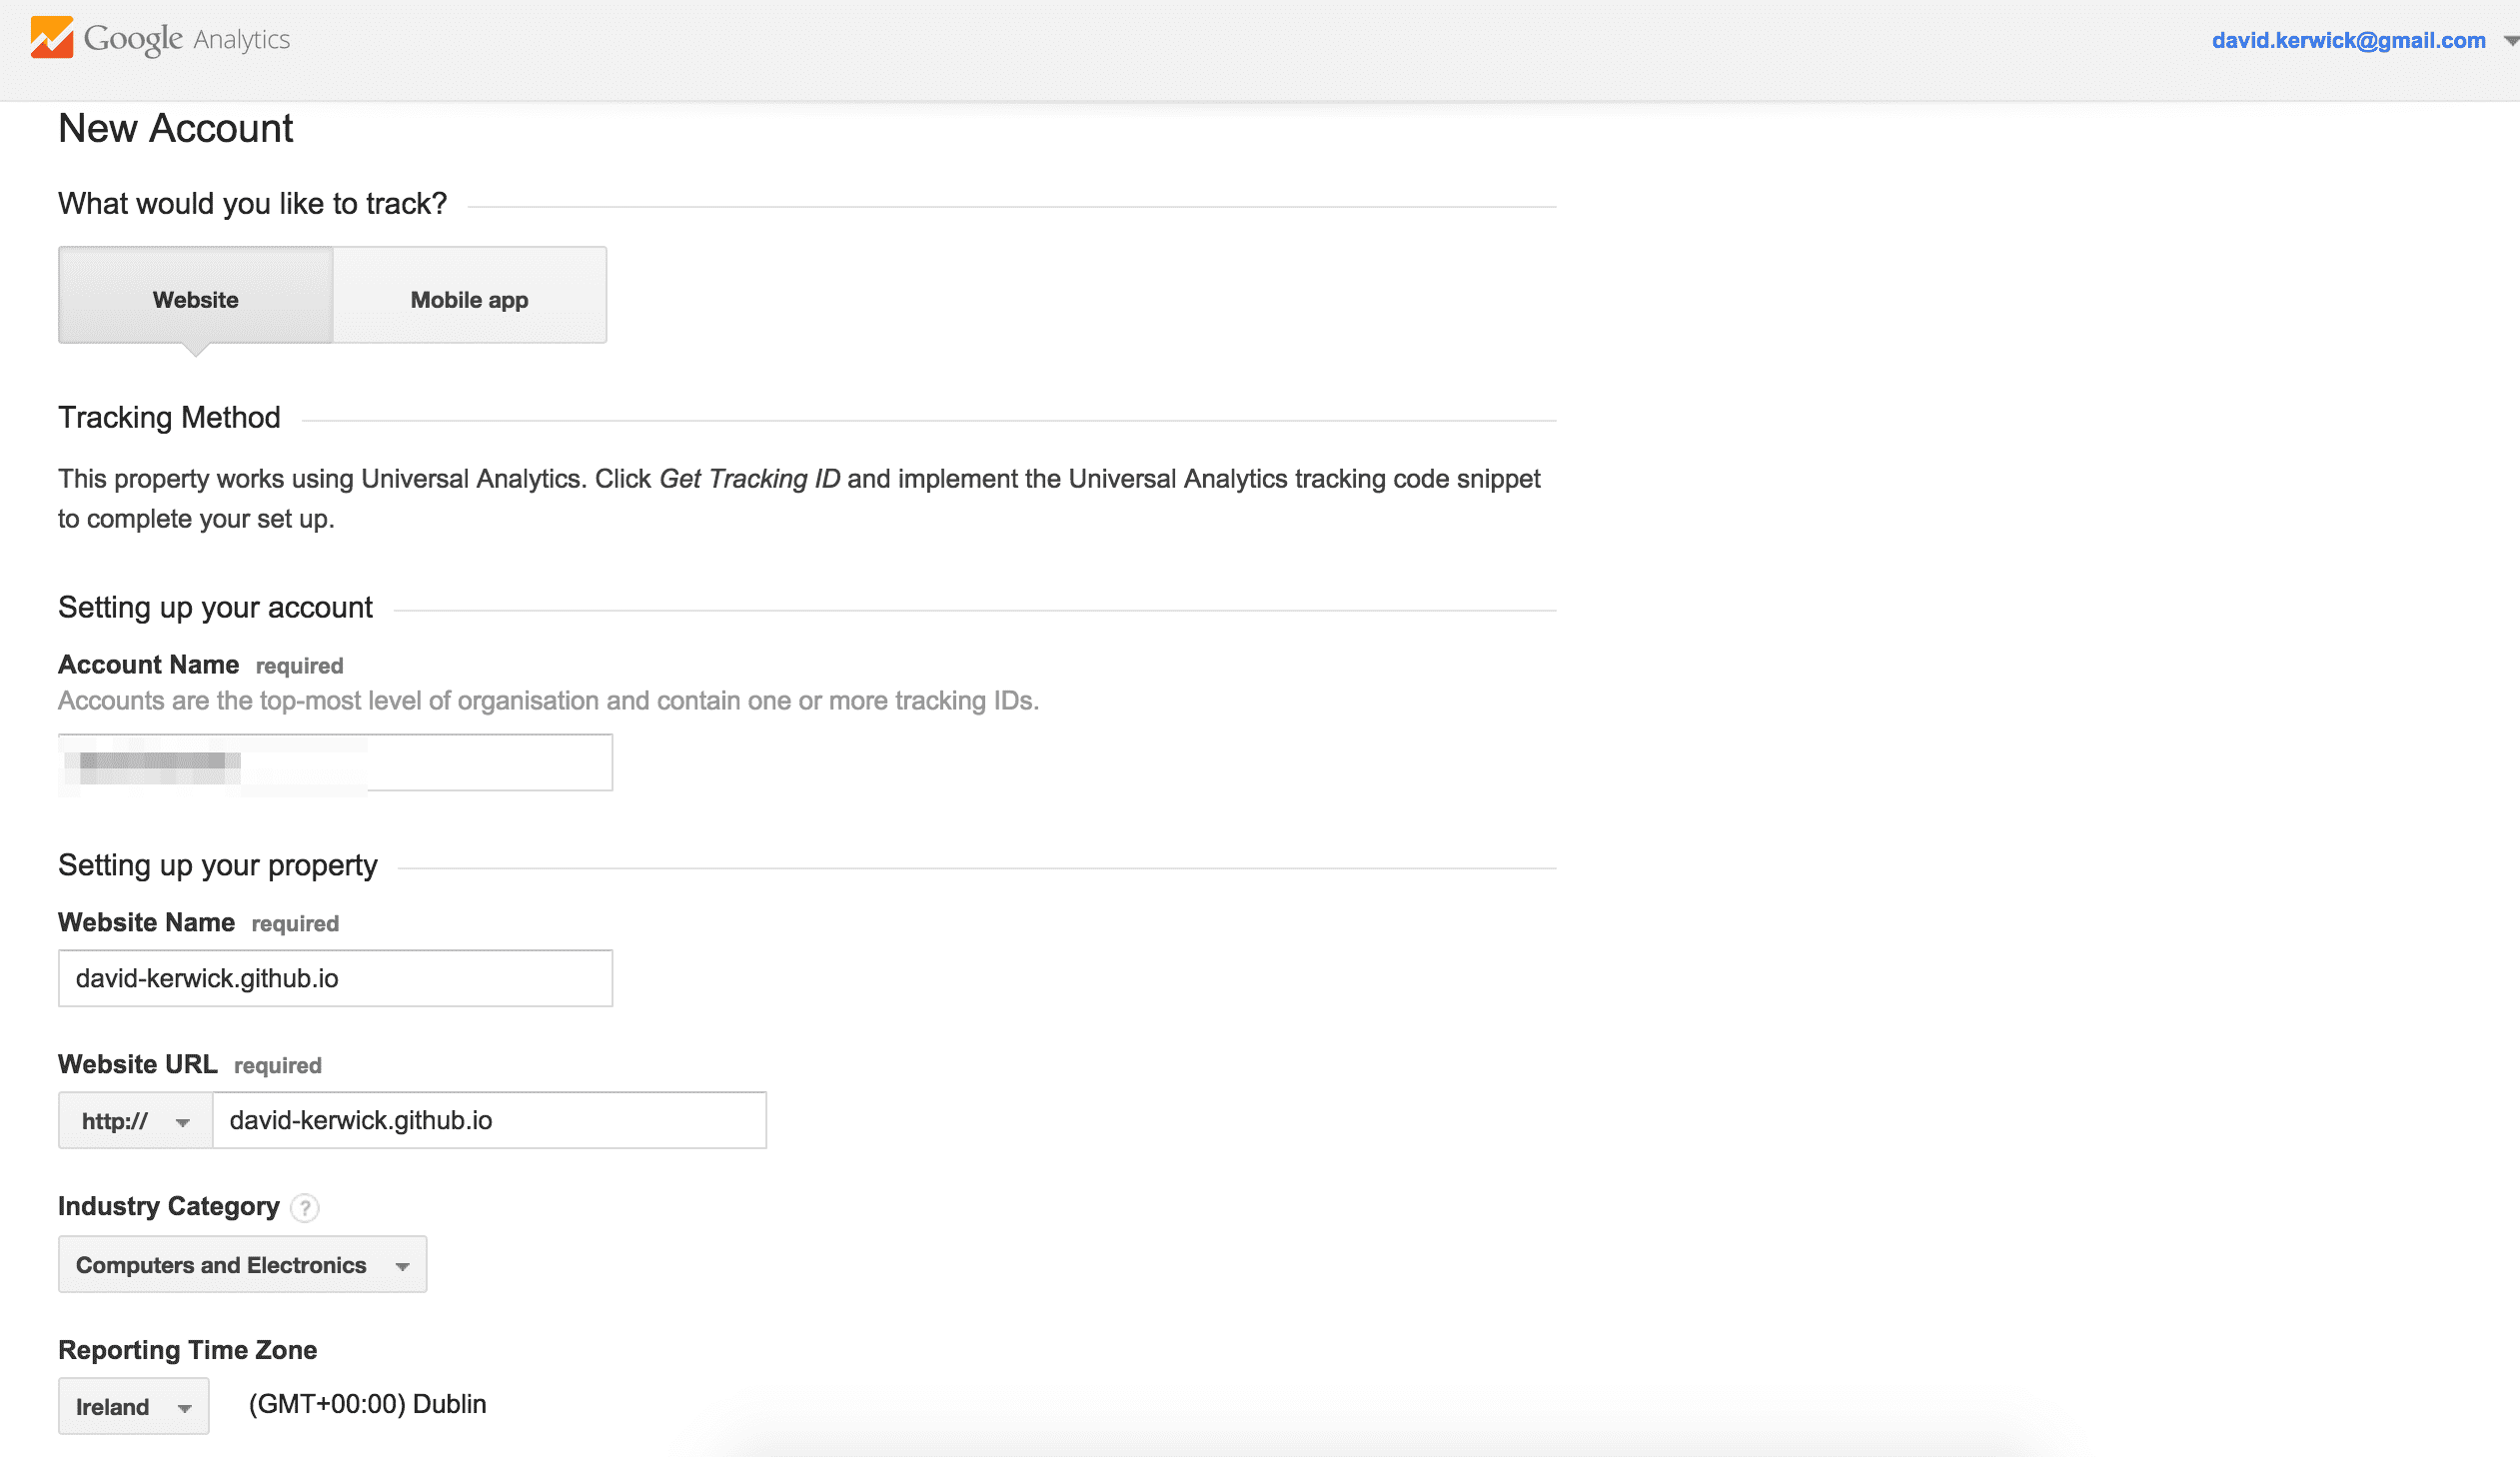 Google Analytics
david.kerwick@gmail.com
New Account
What would you like to track?
Website
Mobile app
Tracking Method
This property works using Universal Analytics. Click Get Tracking ID and implement the Universal Analytics tracking code snippet
to complete your set up.
Setting up your account
Account Name required
Accounts are the top-most level of organisation and contain one or more tracking IDs.
Setting up your property
Website Name required
david-kerwick.github.io
Website URL required
http:// david-kerwick.github.io
Industry Category ?
Computers and Electronics
Reporting Time Zone
Ireland (GMT+00:00) Dublin